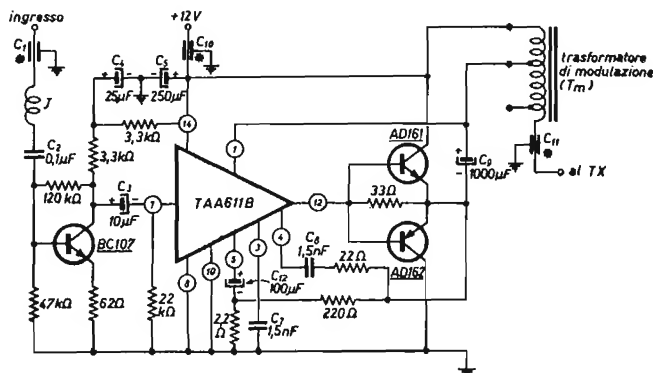 ingresso
+12V
C1
*
C4
C5
C10
*
25µF
250µF
trasformatore
di modulazione
(Tm)
J
3,3kΩ
14
1
AD161
C11
*
C2
0,1µF
3,3kΩ
C9
1000µF
al TX
120 kΩ
C3
10µF
7
TAA611B
12
33Ω
BC107
4
C8
1,5nF
22Ω
AD162
8
10
5
3
C12
100µF
47kΩ
62Ω
22
kΩ
2,2
Ω
C7
1,5nF
220Ω